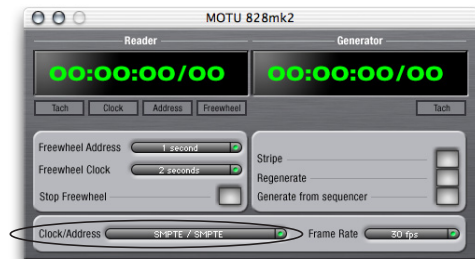 MOTU 828mk2
Reader
Generator
00:00:00/00
00:00:00/00
Tach
Clock
Address
Freewheel
Tach
Freewheel Address
1 second
Freewheel Clock
2 seconds
Stop Freewheel
Stripe
Regenerate
Generate from sequencer
Clock/Address
SMPTE / SMPTE
Frame Rate
30 fps